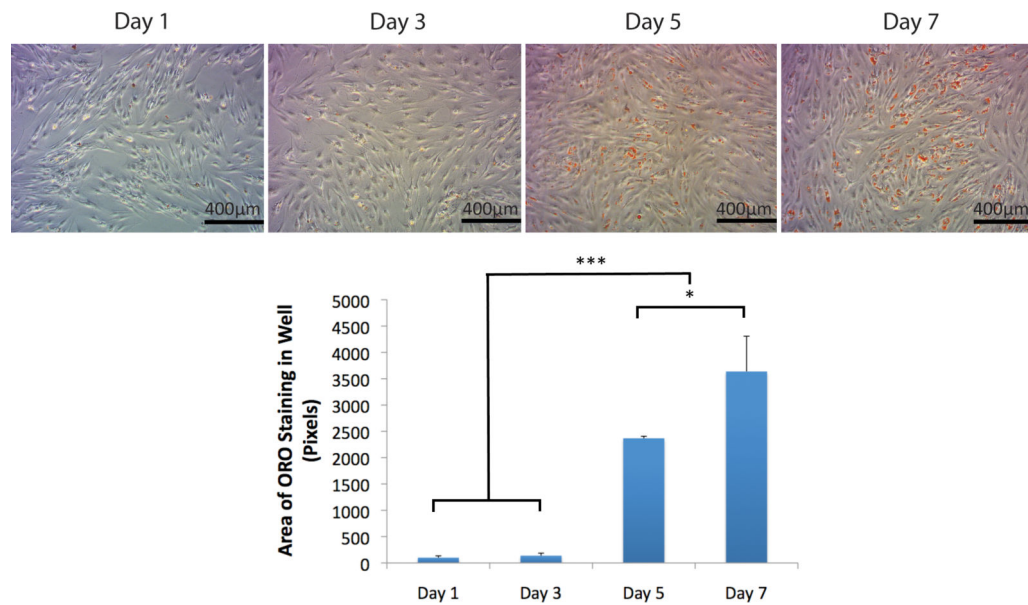 Day 1 Day 3 Day 5 Day 7
400µm 400µm 400µm 400µm
***
*
Area of ORO Staining in Well
(Pixels)
5000
4500
4000
3500
3000
2500
2000
1500
1000
500
0
Day 1 Day 3 Day 5 Day 7